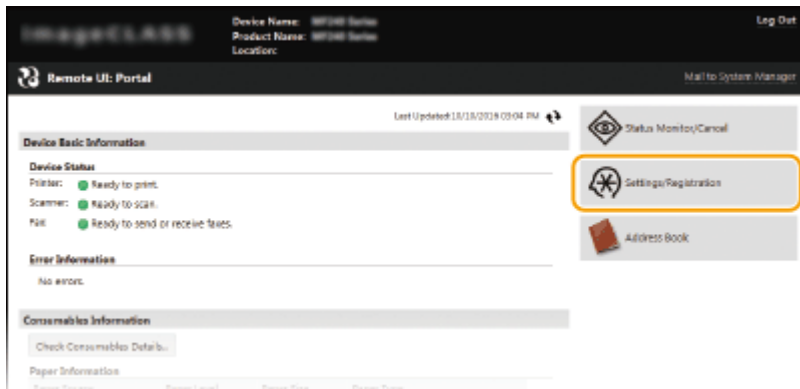 imageCLASS
Device Name:
Product Name:
Location:
Log Out
Remote UI: Portal
Mail to System Manager
Last Updated:10/10/2016 03:04 PM
Device Basic Information
Device Status
Printer: Ready to print.
Scanner: Ready to scan.
Fax: Ready to send or receive faxes.
Error Information
No errors.
Consumables Information
Check Consumables Details...
Paper Information
Status Monitor/Cancel
Settings/Registration
Address Book